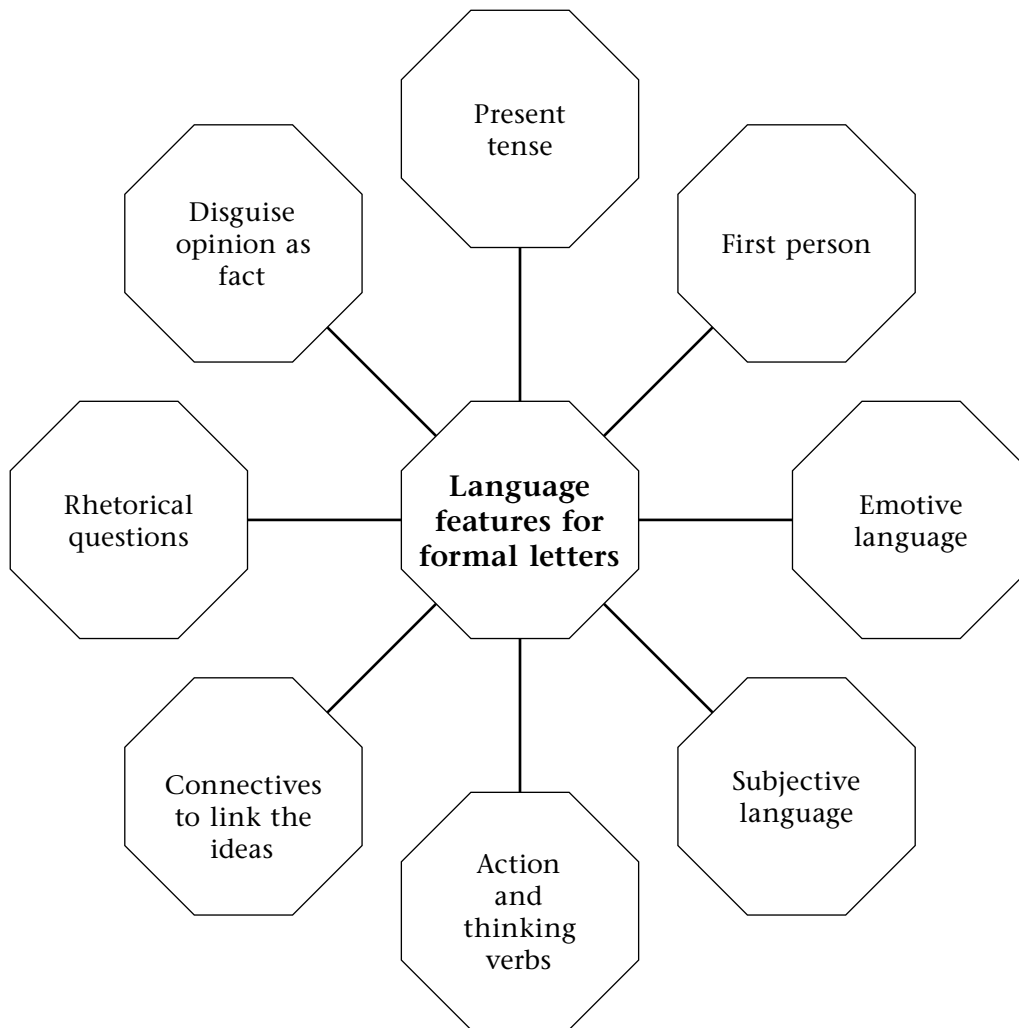 Present
tense
Disguise
opinion as
fact
First person
Rhetorical
questions
Language
features for
formal letters
Emotive
language
Connectives
to link the
ideas
Subjective
language
Action
and
thinking
verbs